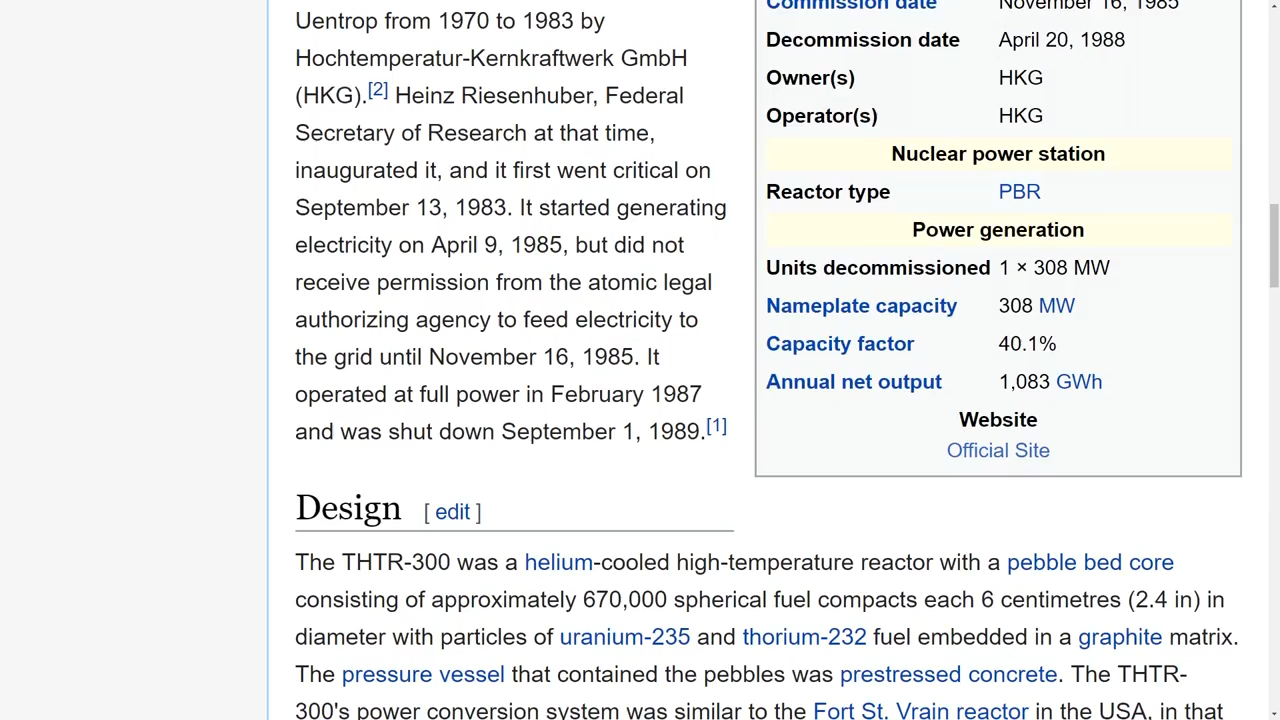 Uentrop from 1970 to 1983 by
Hochtemperatur-Kernkraftwerk GmbH
(HKG).[2] Heinz Riesenhuber, Federal
Secretary of Research at that time,
inaugurated it, and it first went critical on
September 13, 1983. It started generating
electricity on April 9, 1985, but did not
receive permission from the atomic legal
authorizing agency to feed electricity to
the grid until November 16, 1985. It
operated at full power in February 1987
and was shut down September 1, 1989.[1]
Commission date November 16, 1985
Decommission date April 20, 1988
Owner(s) HKG
Operator(s) HKG
Nuclear power station
Reactor type PBR
Power generation
Units decommissioned 1 × 308 MW
Nameplate capacity 308 MW
Capacity factor 40.1%
Annual net output 1,083 GWh
Website
Official Site
Design [ edit ]
The THTR-300 was a helium-cooled high-temperature reactor with a pebble bed core
consisting of approximately 670,000 spherical fuel compacts each 6 centimetres (2.4 in) in
diameter with particles of uranium-235 and thorium-232 fuel embedded in a graphite matrix.
The pressure vessel that contained the pebbles was prestressed concrete. The THTR-
300's power conversion system was similar to the Fort St. Vrain reactor in the USA, in that